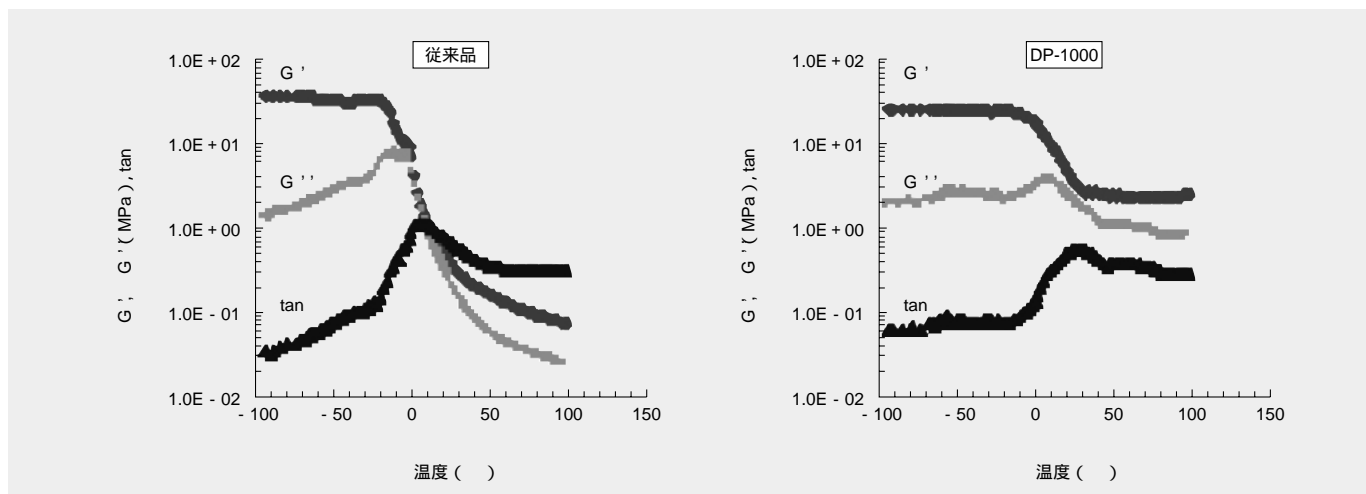 従来品
1.0E + 02
1.0E + 01
1.0E + 00
1.0E - 01
1.0E - 02
G ’, G ’( MPa ), tan
G ’
G ’ ’
tan
- 100 - 50 0 50 100 150
温度 ( )
DP-1000
1.0E + 02
1.0E + 01
1.0E + 00
1.0E - 01
1.0E - 02
G ’, G ’( MPa ), tan
G ’
G ’ ’
tan
- 100 - 50 0 50 100 150
温度 ( )